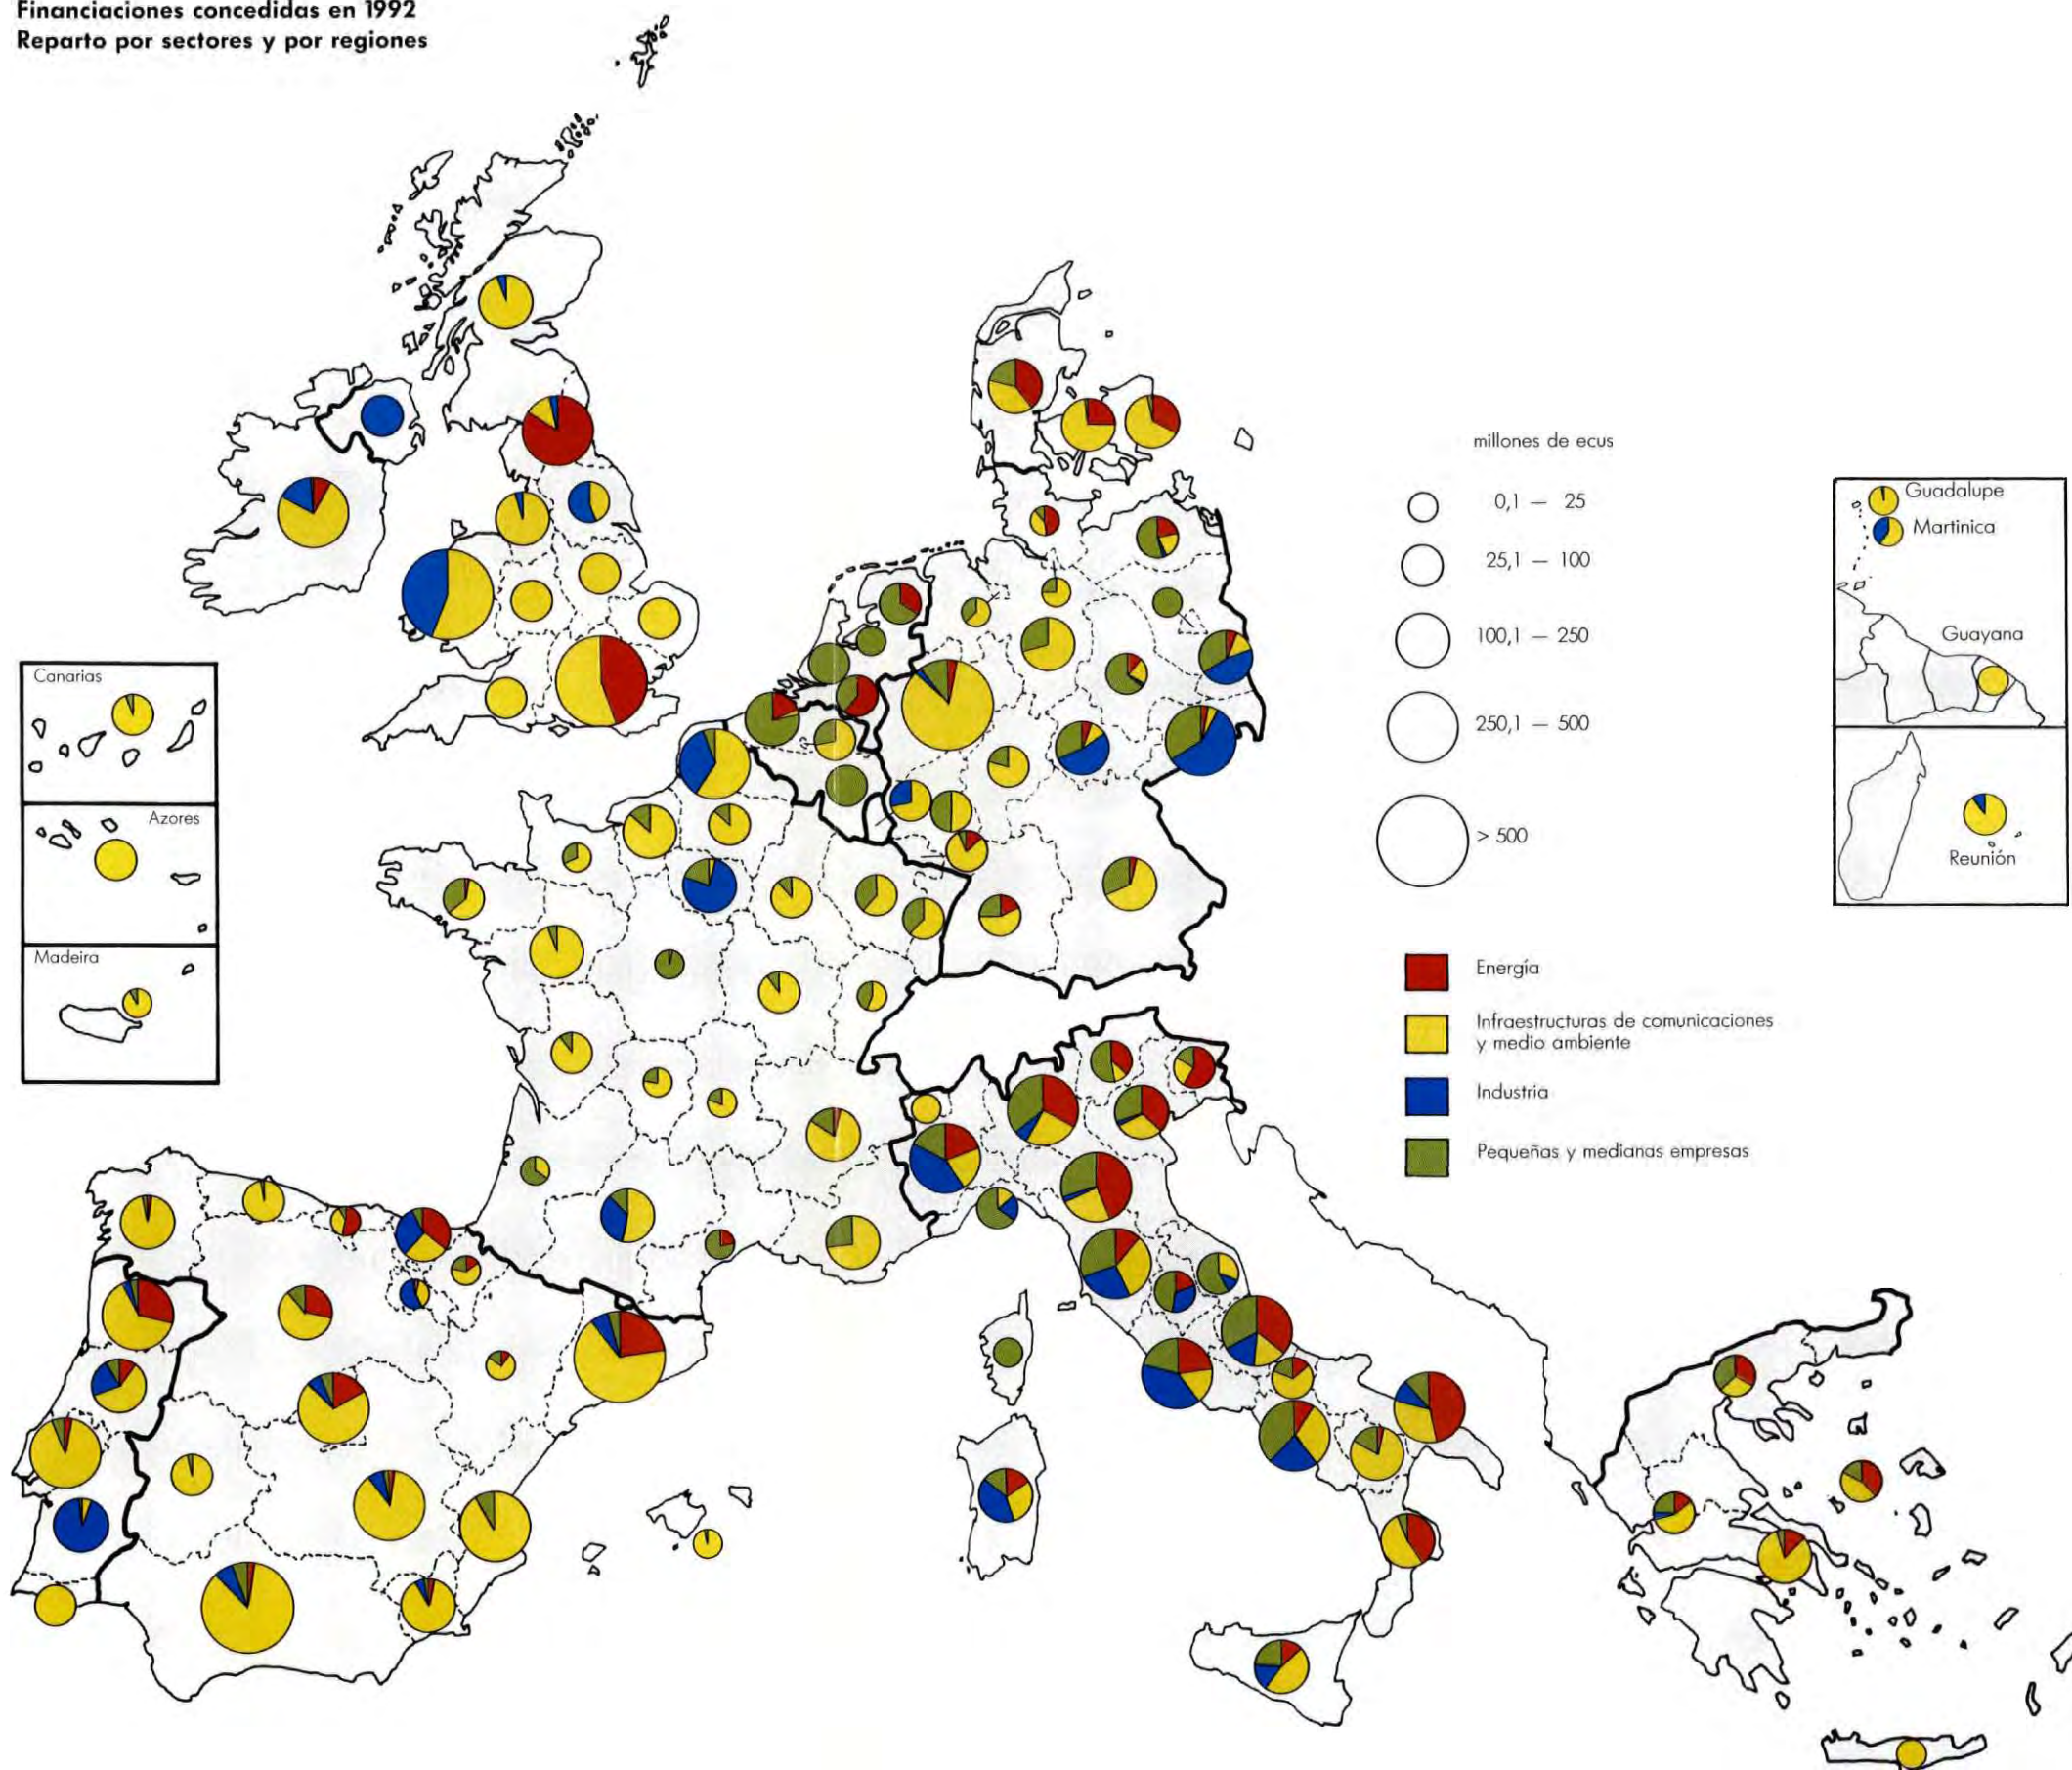 Financiaciones concedidas en 1992
Reparto por sectores y por regiones
millones de ecus
0,1 — 25
25,1 — 100
100,1 — 250
250,1 — 500
> 500
Energía
Infraestructuras de comunicaciones
y medio ambiente
Industria
Pequeñas y medianas empresas
Guadalupe
Martinica
Guayana
Reunión
Canarias
Azores
Madeira